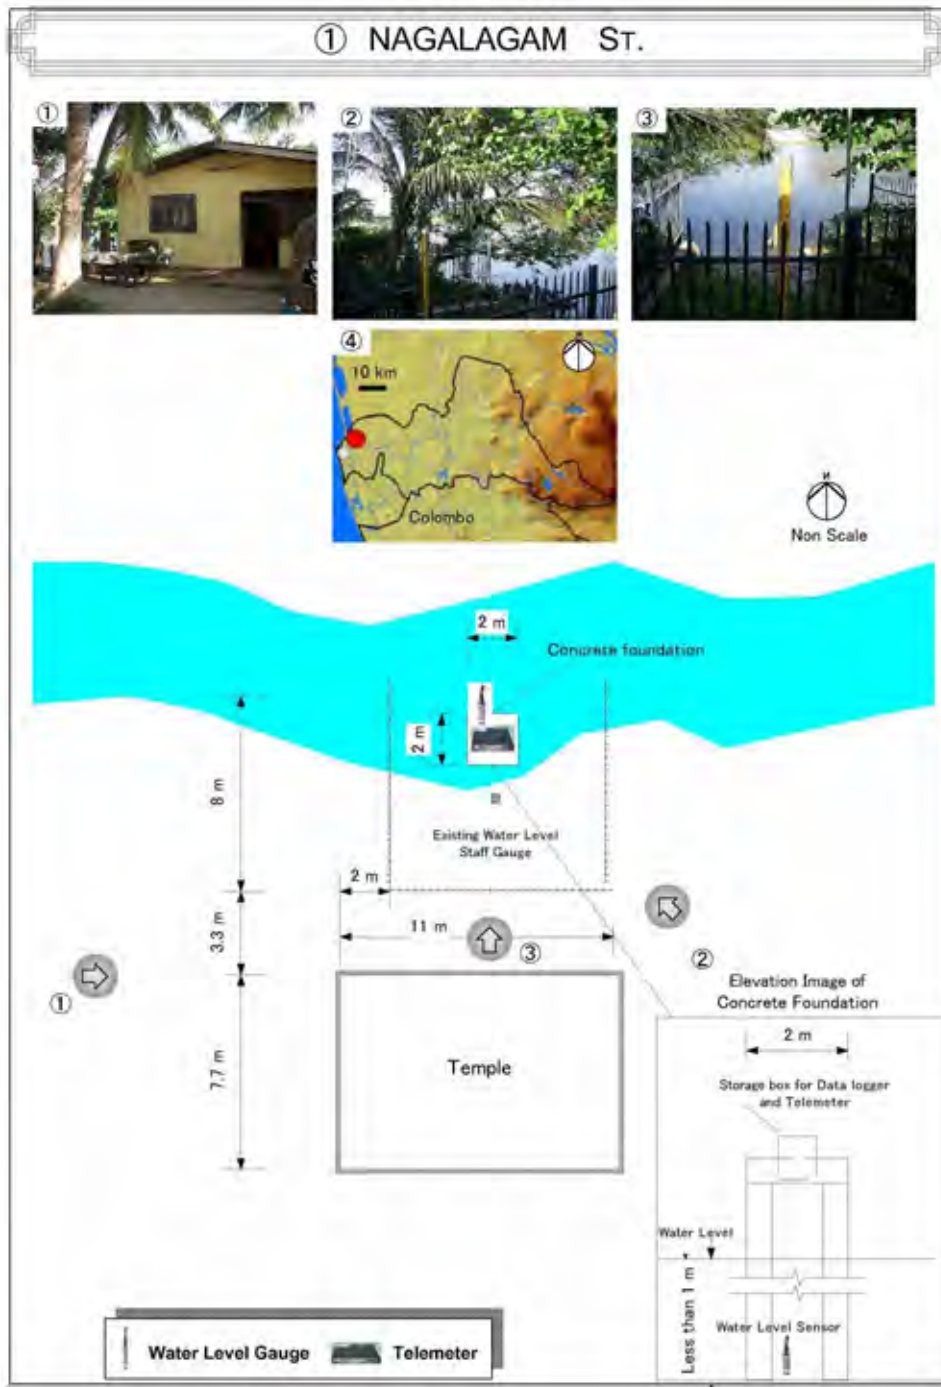 ① NAGALAGAM ST.
①
②
③
④
10 km
Colombo
N
Non Scale
2 m
Concrete foundation
2 m
8 m
Existing Water Level
Staff Gauge
2 m
3.3 m
11 m
③
②
①
Elevation Image of
Concrete Foundation
2 m
7.7 m
Temple
Storage box for Data logger
and Telemeter
Water Level
Less than 1 m
Water Level Sensor
Water Level Gauge
Telemeter